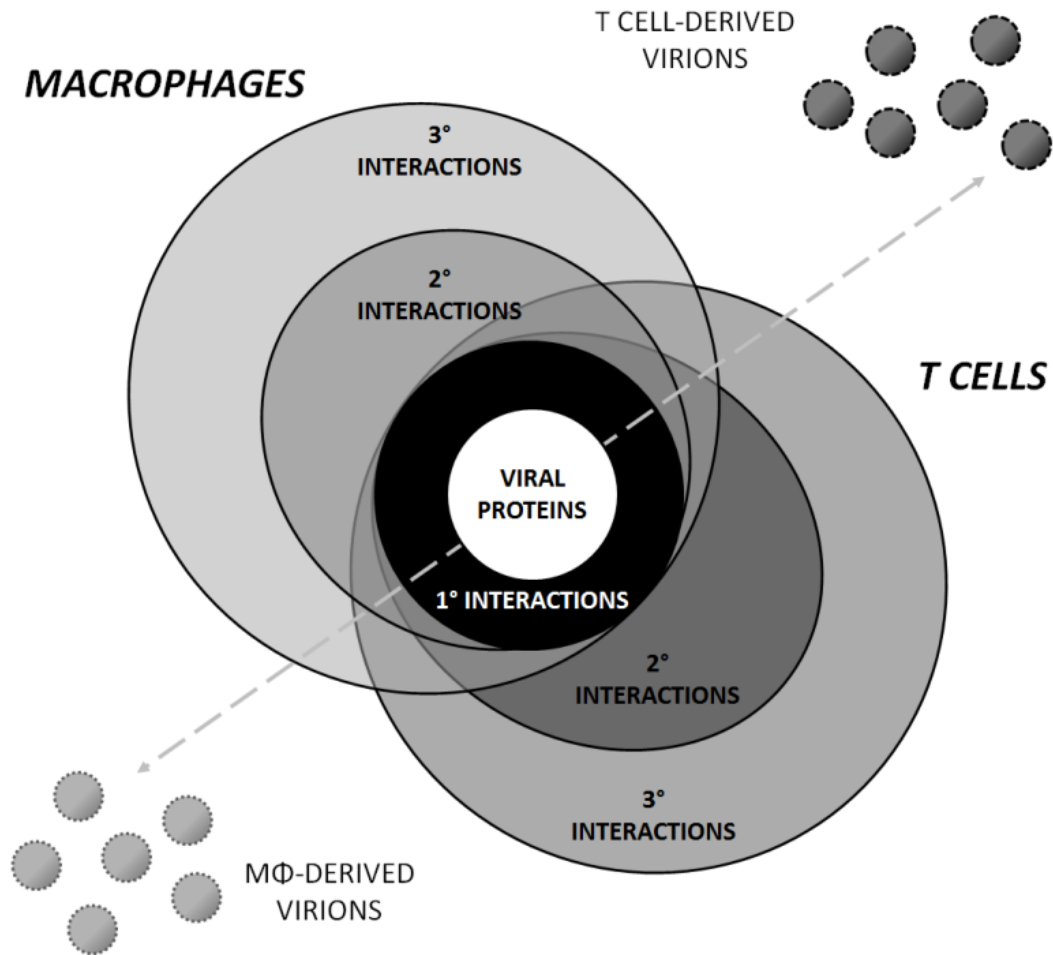 T CELL-DERIVED
VIRIONS
MACROPHAGES
3°
INTERACTIONS
2°
INTERACTIONS
T CELLS
VIRAL
PROTEINS
1° INTERACTIONS
2°
INTERACTIONS
3°
INTERACTIONS
MΦ-DERIVED
VIRIONS